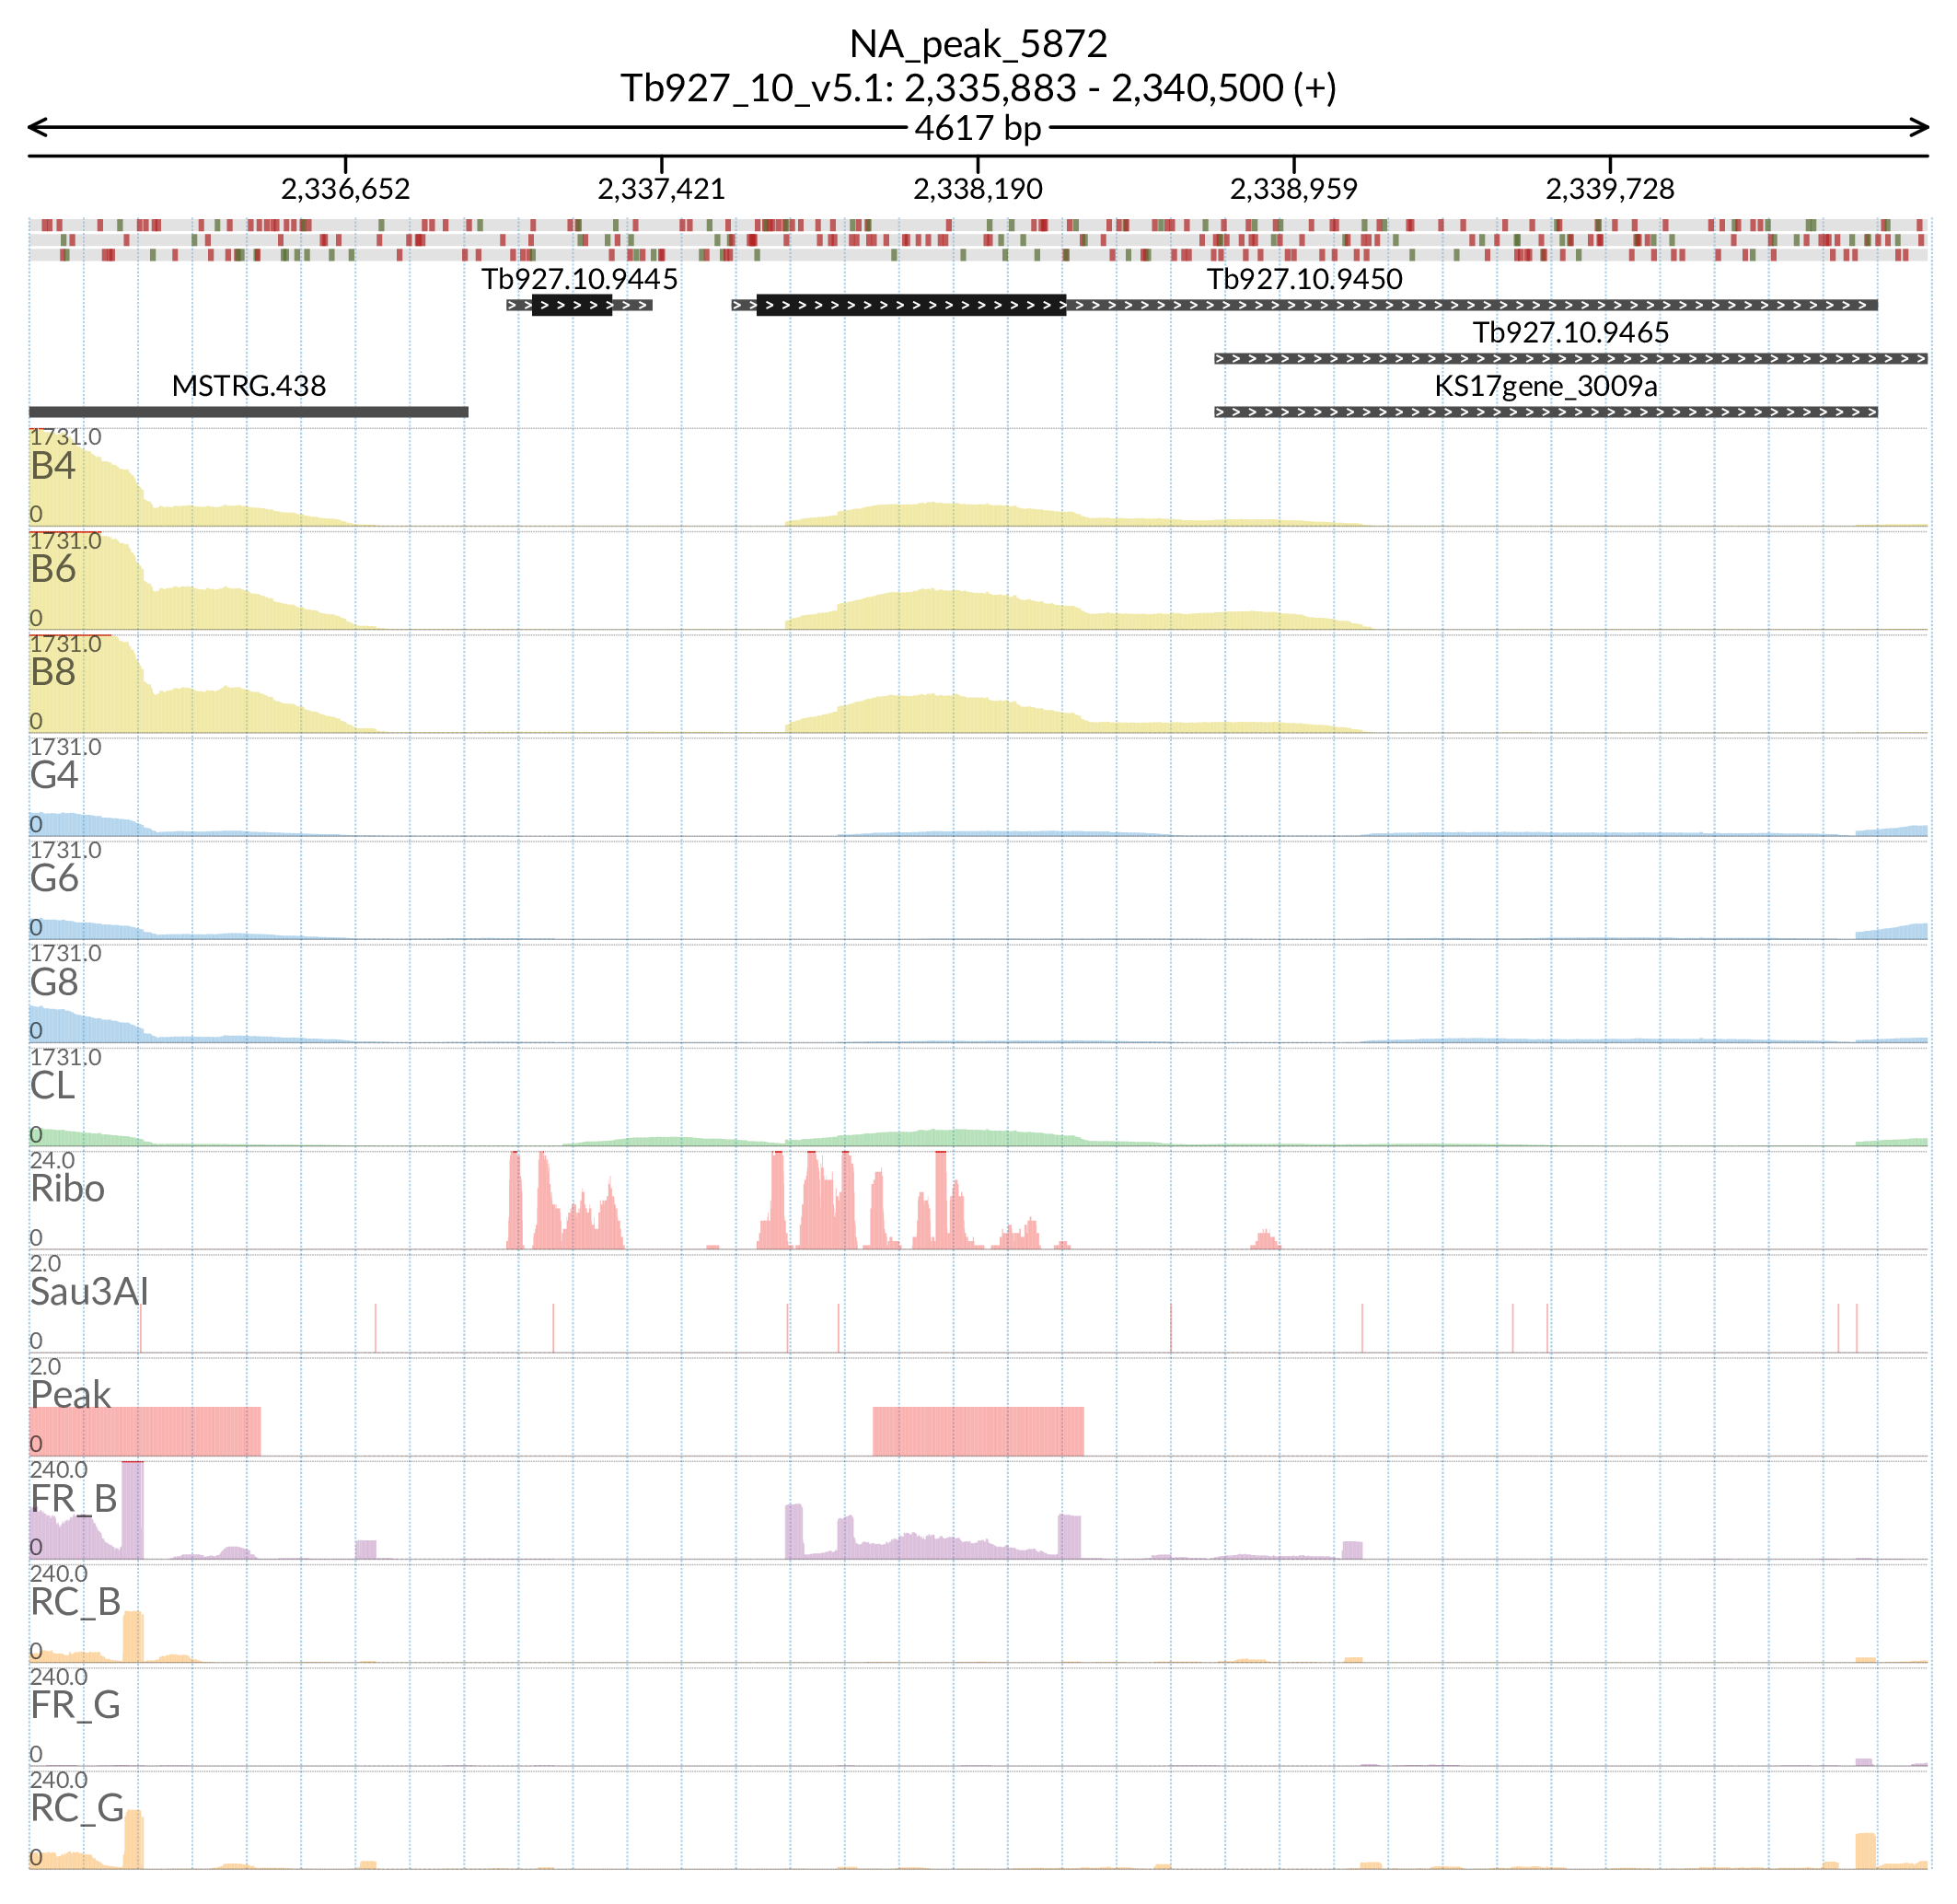 NA_peak_5872
Tb927_10_v5.1: 2,335,883 - 2,340,500 (+)
4617 bp
2,336,652 2,337,421 2,338,190 2,338,959 2,339,728
Tb927.10.9445 Tb927.10.9450
Tb927.10.9465
MSTRG.438 KS17gene_3009a
1731.0
B4
0
1731.0
B6
0
1731.0
B8
0
1731.0
G4
0
1731.0
G6
0
1731.0
G8
0
1731.0
CL
0
24.0
Ribo
0
2.0
Sau3AI
0
2.0
Peak
0
240.0
FR_B
0
240.0
RC_B
0
240.0
FR_G
0
240.0
RC_G
0